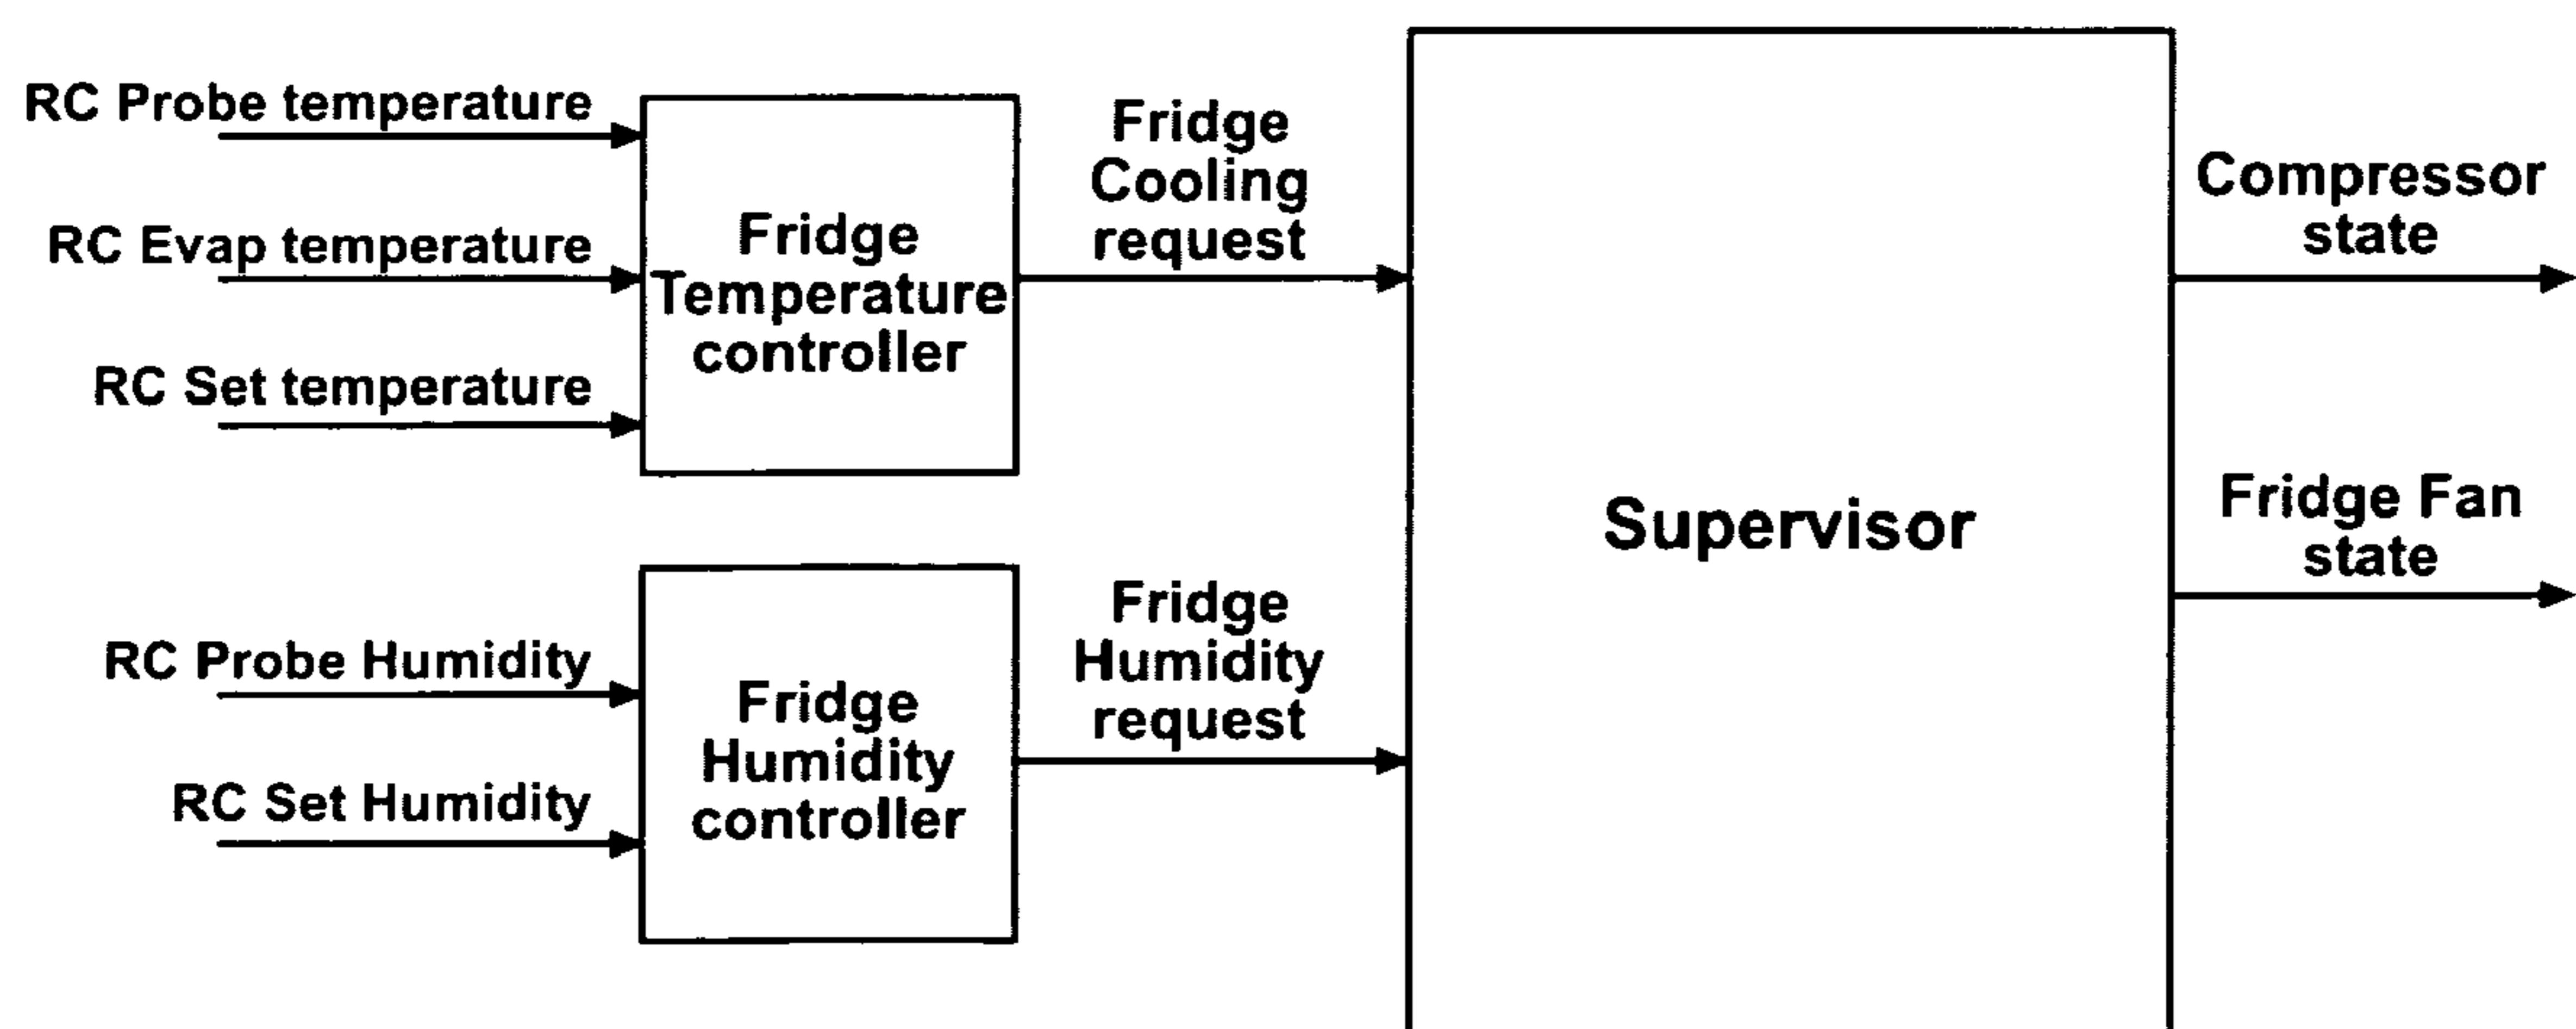 RC Probe temperature
RC Evap temperature
RC Set temperature
Fridge
Temperature
controller
Fridge
Cooling
request
RC Probe Humidity
RC Set Humidity
Fridge
Humidity
controller
Fridge
Humidity
request
Supervisor
Compressor
state
Fridge Fan
state